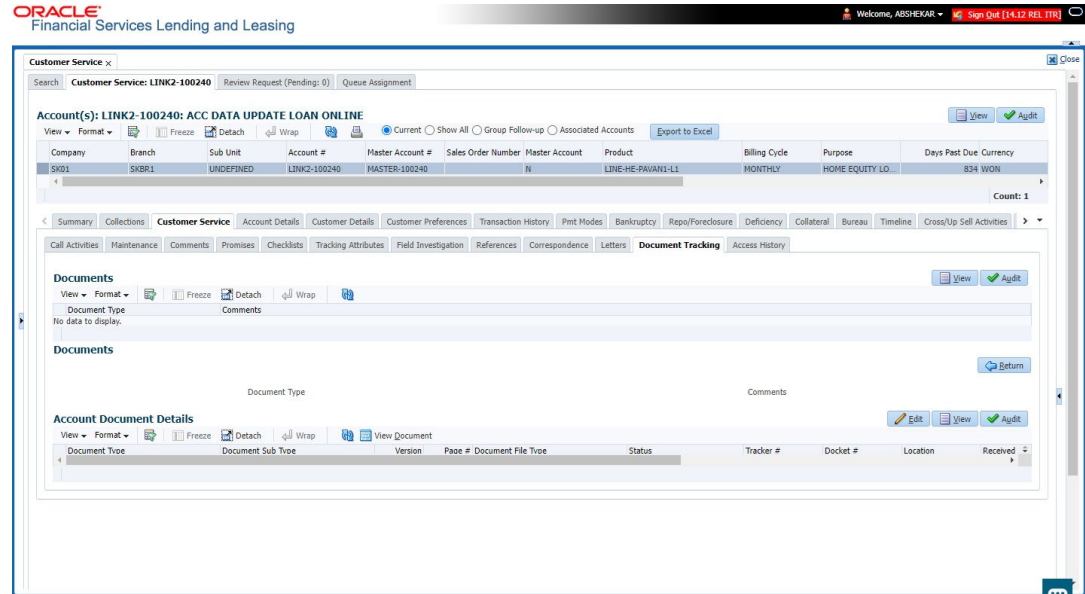 ORACLE®
Financial Services Lending and Leasing
Welcome, ABSHEKAR
Sign Out [14.12 REL ITR]
Customer Service x
Close
Search Customer Service: LINK2-100240 Review Request (Pending: 0) Queue Assignment
Account(s): LINK2-100240: ACC DATA UPDATE LOAN ONLINE
View Audit
View Format Freeze Detach Wrap Current Show All Group Follow-up Associated Accounts Export to Excel
Company Branch Sub Unit Account # Master Account # Sales Order Number Master Account Product Billing Cycle Purpose Days Past Due Currency
SK01 SKBR1 UNDEFINED LINK2-100240 MASTER-100240 N LINE-HE-PAVAN1-L1 MONTHLY HOME EQUITY LO... 834 WON
Count: 1
Summary Collections Customer Service Account Details Customer Details Customer Preferences Transaction History Pmt Modes Bankruptcy Repo/Foreclosure Deficiency Collateral Bureau Timeline Cross/Up Sell Activities
Call Activities Maintenance Comments Promises Checklists Tracking Attributes Field Investigation References Correspondence Letters Document Tracking Access History
Documents
View Audit
View Format Freeze Detach Wrap
Document Type Comments
No data to display.
Documents
Return
Document Type Comments
Account Document Details
Edit View Audit
View Format Freeze Detach Wrap View Document
Document Type Document Sub Type Version Page # Document File Type Status Tracker # Docket # Location Received